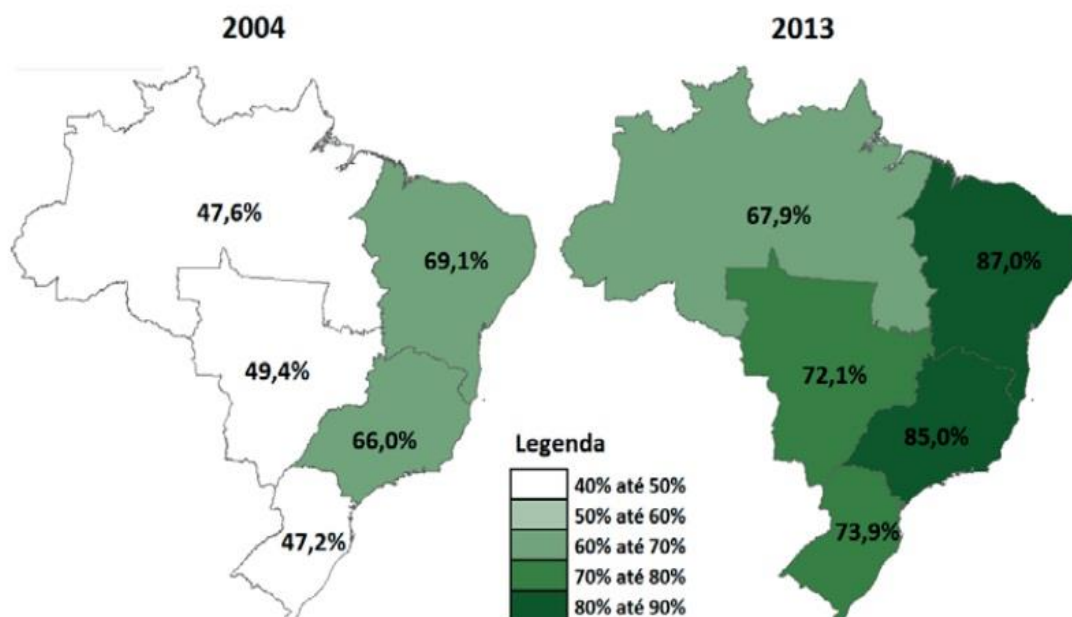 2004
47,6%
69,1%
49,4%
66,0%
47,2%
2013
67,9%
87,0%
72,1%
85,0%
73,9%
Legenda
40% até 50%
50% até 60%
60% até 70%
70% até 80%
80% até 90%